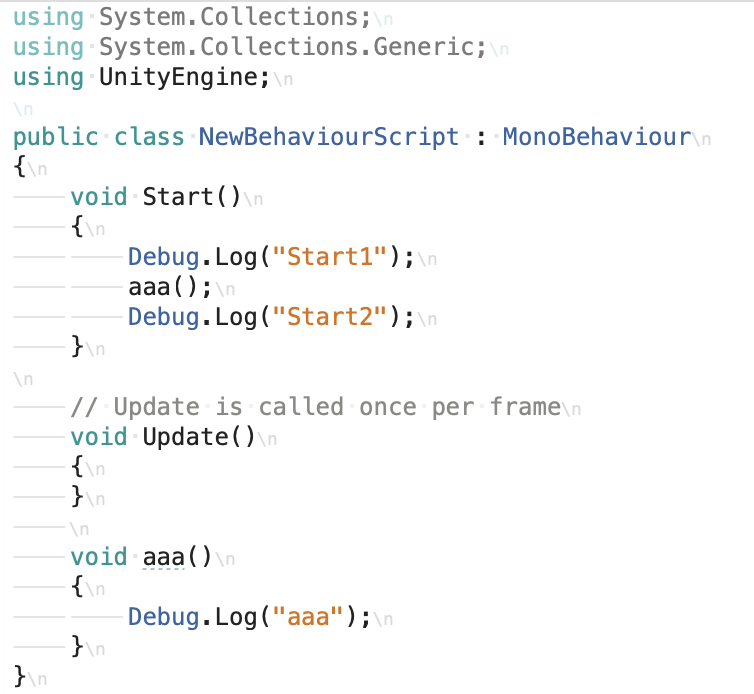 using System.Collections;\n
using System.Collections.Generic;\n
using UnityEngine;\n
\n
public class NewBehaviourScript : MonoBehaviour\n
{\n
void Start()\n
{\n
Debug.Log("Start1");\n
aaa();\n
Debug.Log("Start2");\n
}\n
\n
// Update is called once per frame\n
void Update()\n
{\n
}\n
\n
void aaa()\n
{\n
Debug.Log("aaa");\n
}\n
}\n